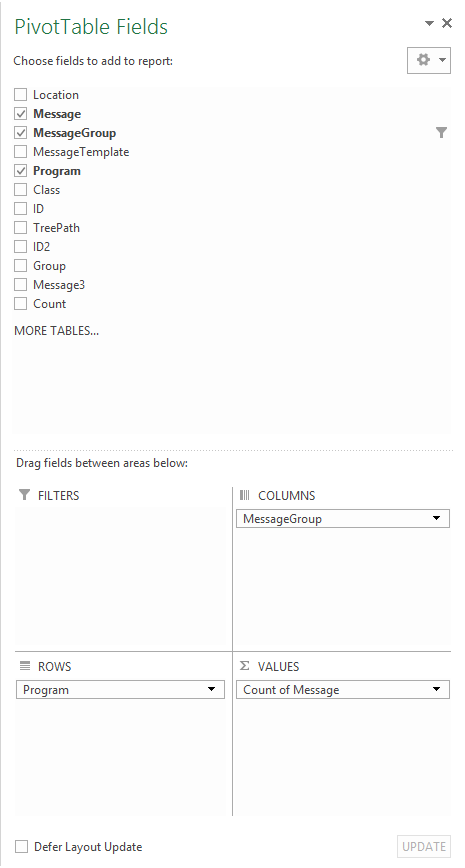 PivotTable Fields
Choose fields to add to report:
Location
Message
MessageGroup
MessageTemplate
Program
Class
ID
TreePath
ID2
Group
Message3
Count
MORE TABLES...
Drag fields between areas below:
FILTERS
COLUMNS
MessageGroup
ROWS
VALUES
Program
Count of Message
Defer Layout Update
UPDATE